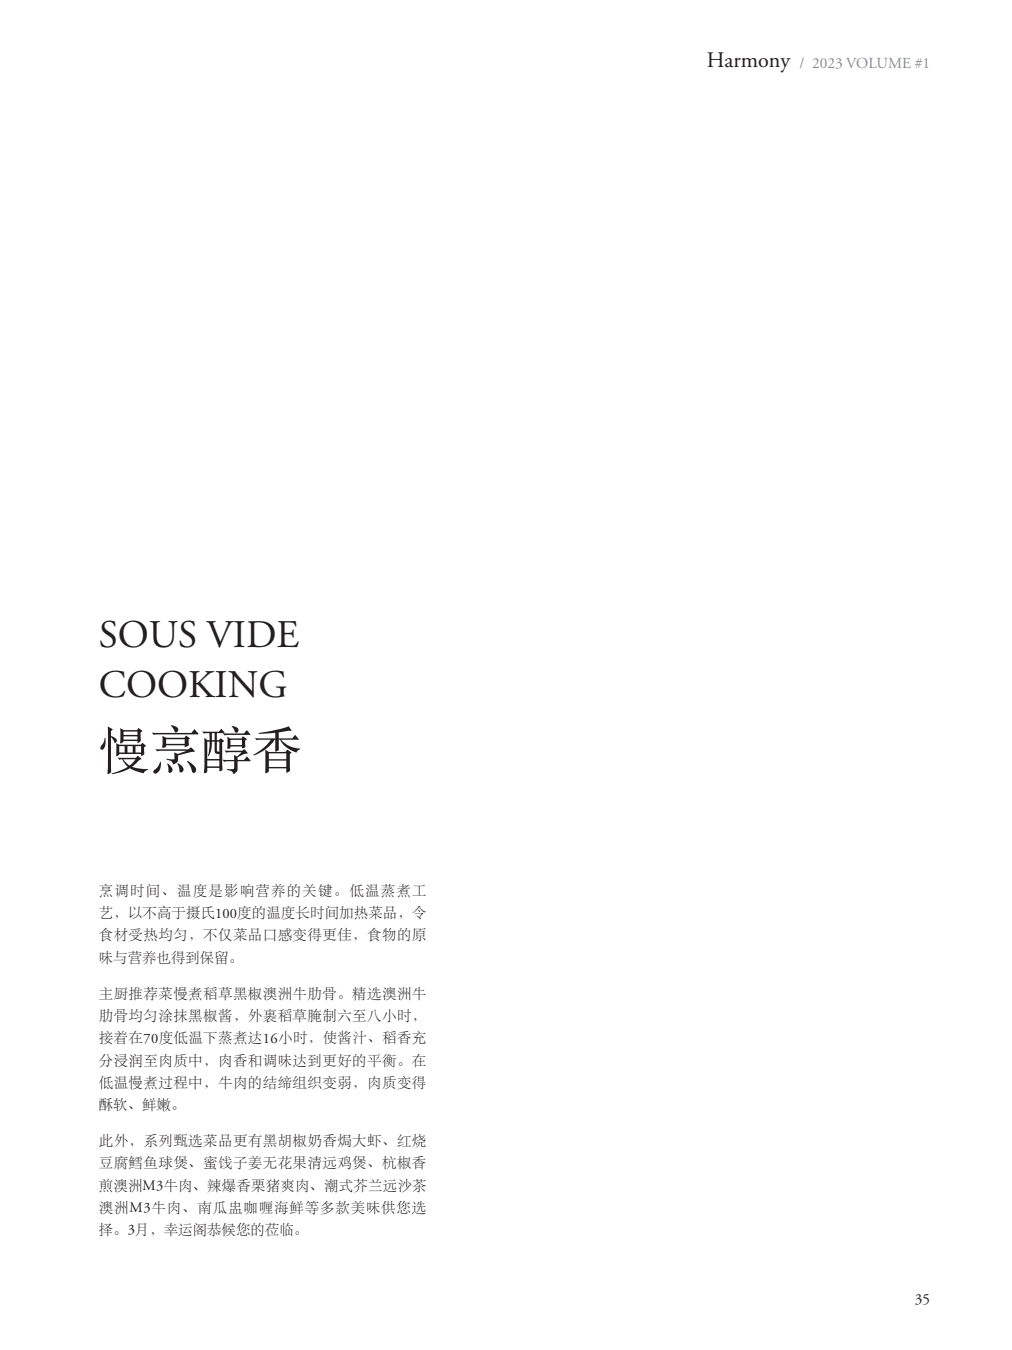 Harmony / 2023 VOLUME #1
SOUS VIDE
COOKING
慢烹醇香
烹调时间、温度是影响营养的关键。低温蒸煮工
艺，以不高于摄氏100度的温度长时间加热菜品，令
食材受热均匀，不仅菜品口感变得更佳，食物的原
味与营养也得到保留。
主厨推荐菜慢煮稻草黑椒澳洲牛肋骨。精选澳洲牛
肋骨均匀涂抹黑椒酱，外裹稻草腌制六至八小时，
接着在70度低温下蒸煮达16小时，使酱汁、稻香充
分浸润至肉质中，肉香和调味达到更好的平衡。在
低温慢煮过程中，牛肉的结缔组织变弱，肉质变得
酥软、鲜嫩。
此外，系列甄选菜品更有黑胡椒奶香焗大虾、红烧
豆腐鳕鱼球煲、蜜饯子姜无花果清远鸡煲、杭椒香
煎澳洲M3牛肉、辣爆香栗猪爽肉、潮式芥兰远沙茶
澳洲M3牛肉、南瓜盅咖喱海鲜等多款美味供您选
择。3月，幸运阁恭候您的莅临。
35